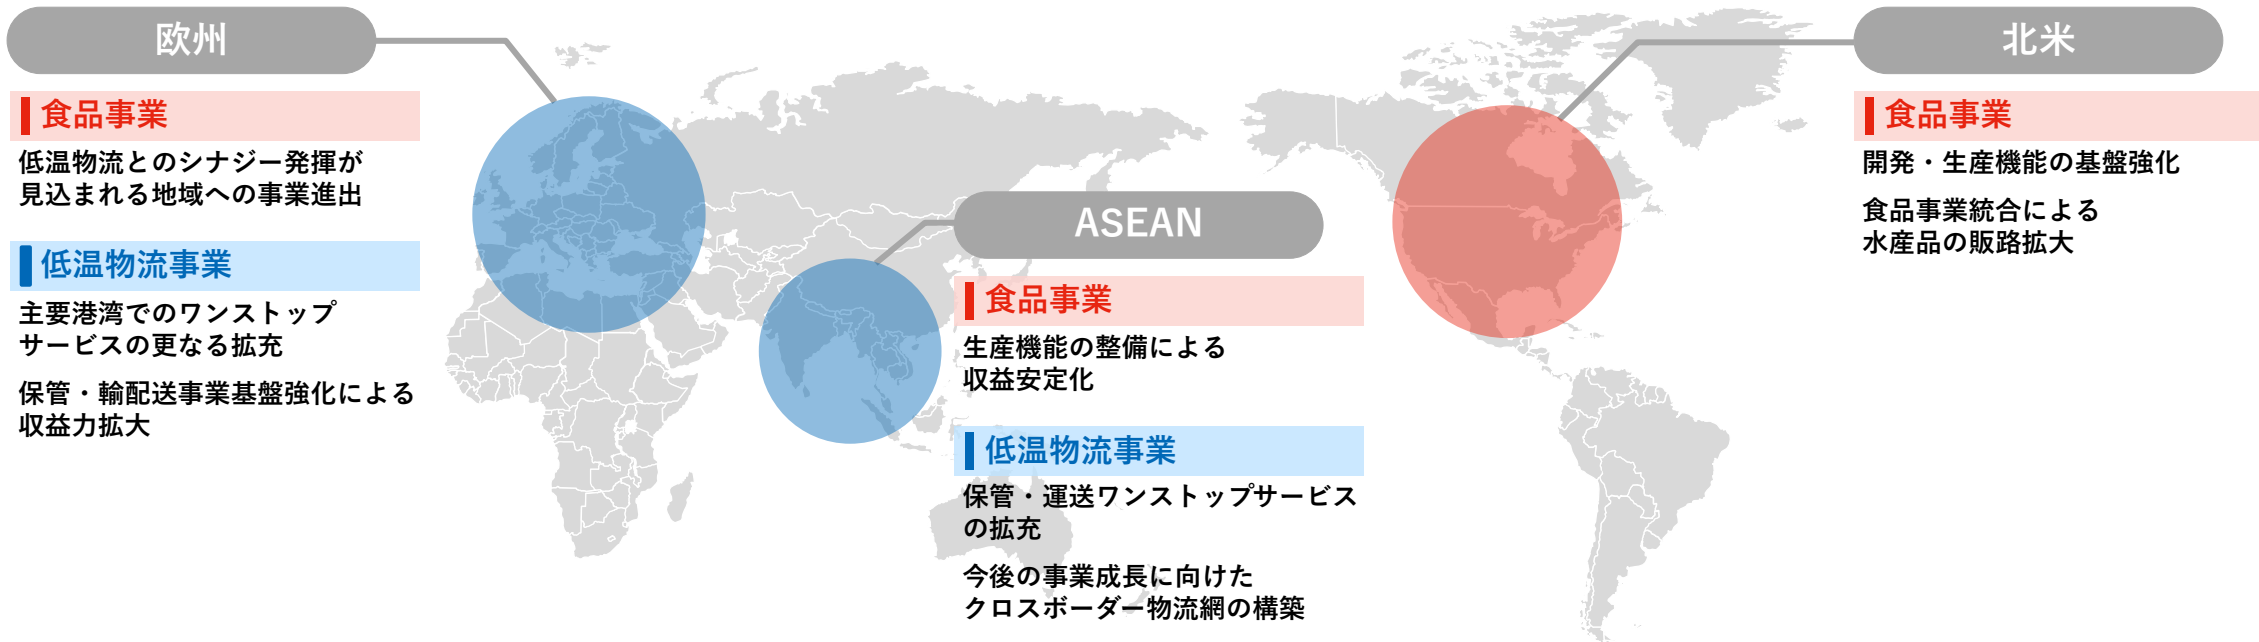 欧州
食品事業
低温物流とのシナジー発揮が
見込まれる地域への事業進出
低温物流事業
主要港湾でのワンストップ
サービスの更なる拡充
保管・輸配送事業基盤強化による
収益力拡大
ASEAN
食品事業
生産機能の整備による
収益安定化
低温物流事業
保管・運送ワンストップサービス
の拡充
今後の事業成長に向けた
クロスボーダー物流網の構築
北米
食品事業
開発・生産機能の基盤強化
食品事業統合による
水産品の販路拡大